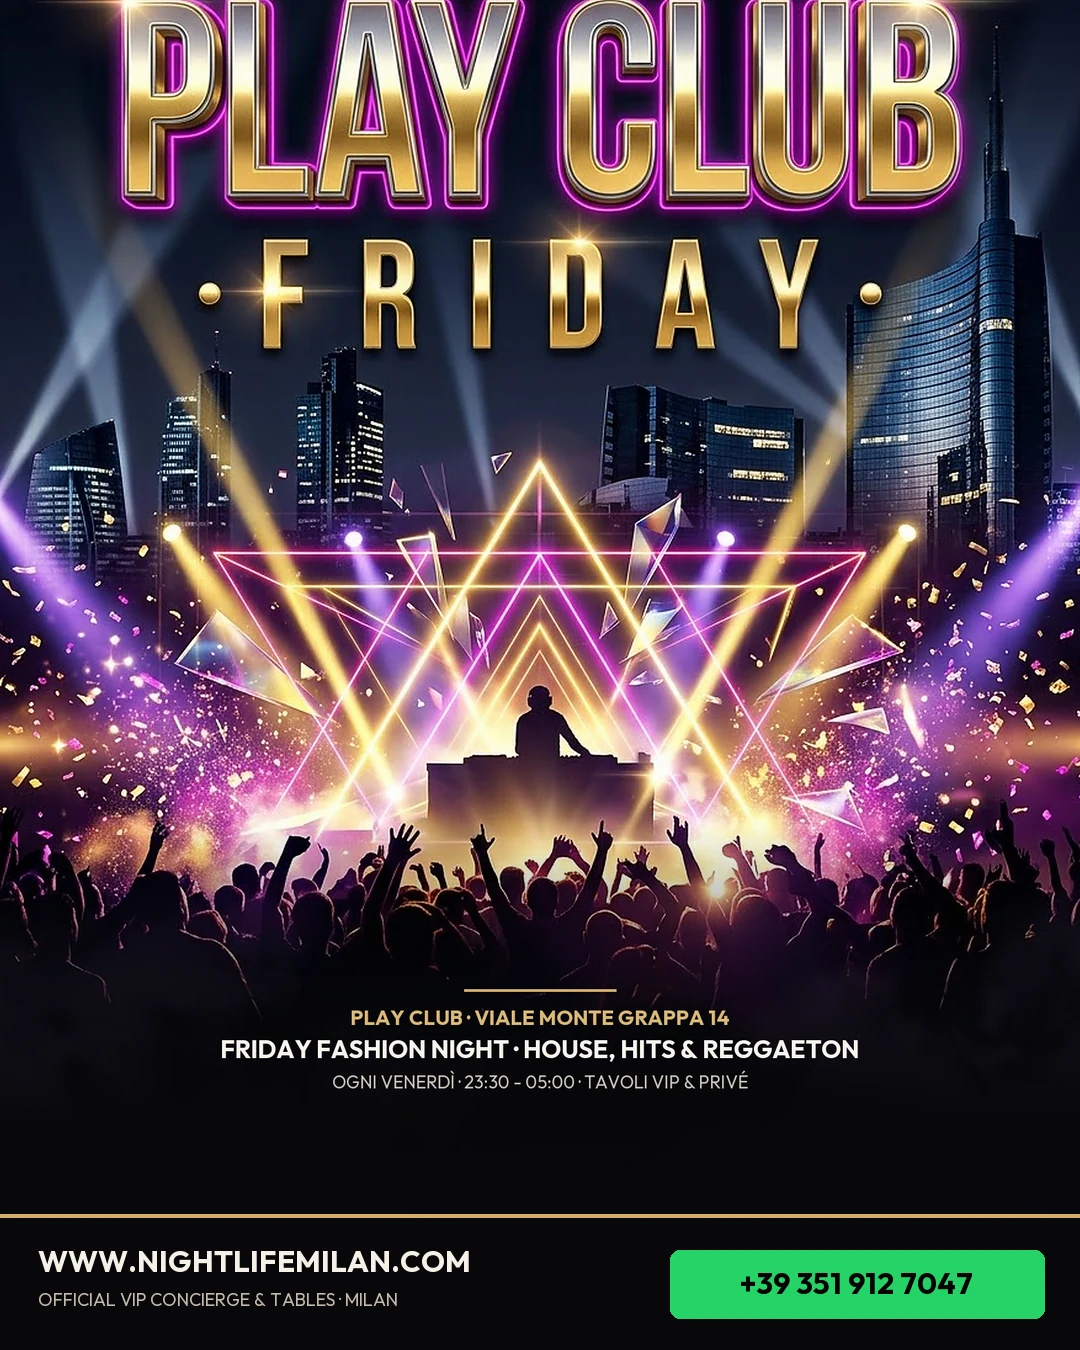 PLAY CLUB
• FRIDAY •
PLAY CLUB · VIALE MONTE GRAPPA 14
FRIDAY FASHION NIGHT · HOUSE, HITS & REGGAETON
OGNI VENERDÌ · 23:30 - 05:00 · TAVOLI VIP & PRIVÉ
WWW.NIGHTLIFEMILAN.COM
OFFICIAL VIP CONCIERGE & TABLES · MILAN
+39 351 912 7047